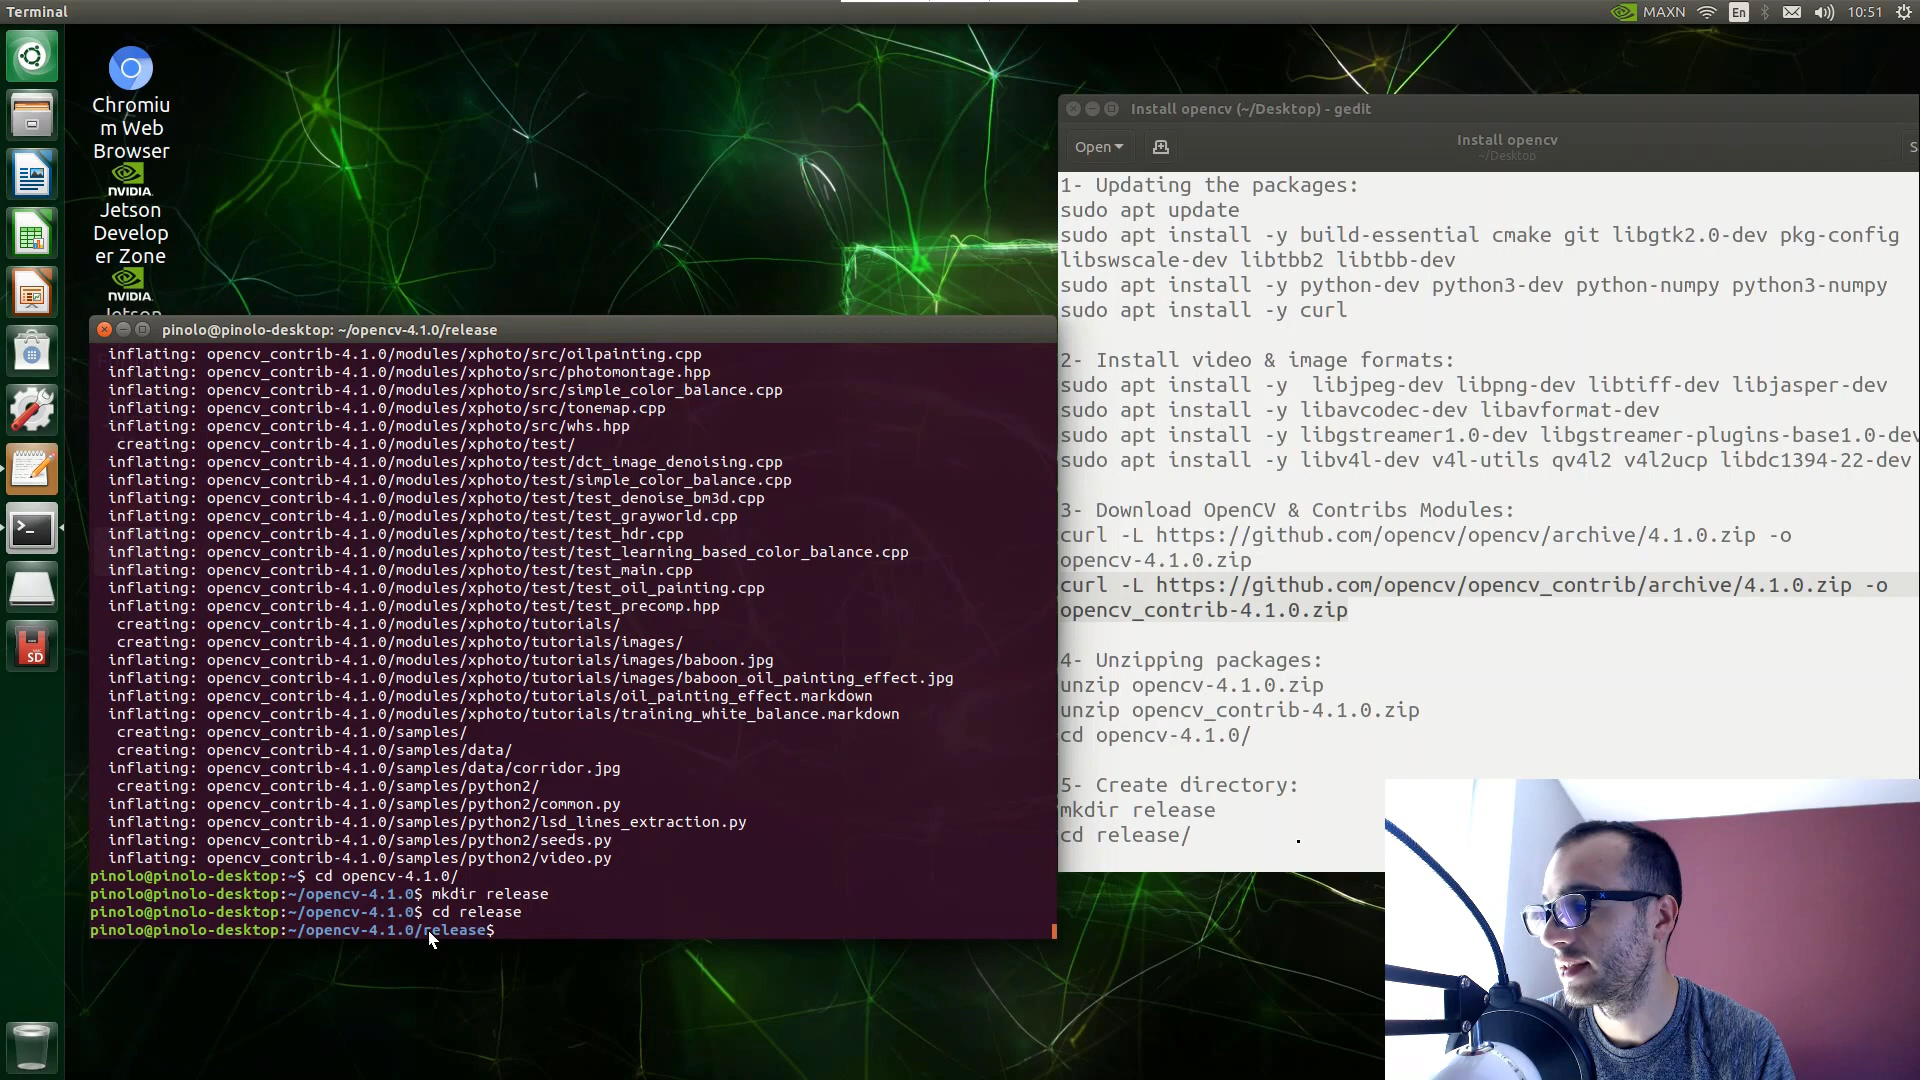 Terminal
MAXN
En
10:51
Chromiu
m Web
Browser
NVIDIA.
Jetson
Develop
er Zone
NVIDIA.
Install opencv (~/Desktop) - gedit
Open
Install opencv
~/Desktop
S
1- Updating the packages:
sudo apt update
sudo apt install -y build-essential cmake git libgtk2.0-dev pkg-config
libswscale-dev libtbb2 libtbb-dev
sudo apt install -y python-dev python3-dev python-numpy python3-numpy
sudo apt install -y curl
2- Install video & image formats:
sudo apt install -y  libjpeg-dev libpng-dev libtiff-dev libjasper-dev
sudo apt install -y libavcodec-dev libavformat-dev
sudo apt install -y libgstreamer1.0-dev libgstreamer-plugins-base1.0-dev
sudo apt install -y libv4l-dev v4l-utils qv4l2 v4l2ucp libdc1394-22-dev
3- Download OpenCV & Contribs Modules:
curl -L https://github.com/opencv/opencv/archive/4.1.0.zip -o
opencv-4.1.0.zip
curl -L https://github.com/opencv/opencv_contrib/archive/4.1.0.zip -o
opencv_contrib-4.1.0.zip
4- Unzipping packages:
unzip opencv-4.1.0.zip
unzip opencv_contrib-4.1.0.zip
cd opencv-4.1.0/
5- Create directory:
mkdir release
cd release/
pinolo@pinolo-desktop: ~/opencv-4.1.0/release
inflating: opencv_contrib-4.1.0/modules/xphoto/src/oilpainting.cpp
inflating: opencv_contrib-4.1.0/modules/xphoto/src/photomontage.hpp
inflating: opencv_contrib-4.1.0/modules/xphoto/src/simple_color_balance.cpp
inflating: opencv_contrib-4.1.0/modules/xphoto/src/tonemap.cpp
inflating: opencv_contrib-4.1.0/modules/xphoto/src/whs.hpp
creating: opencv_contrib-4.1.0/modules/xphoto/test/
inflating: opencv_contrib-4.1.0/modules/xphoto/test/dct_image_denoising.cpp
inflating: opencv_contrib-4.1.0/modules/xphoto/test/simple_color_balance.cpp
inflating: opencv_contrib-4.1.0/modules/xphoto/test/test_denoise_bm3d.cpp
inflating: opencv_contrib-4.1.0/modules/xphoto/test/test_grayworld.cpp
inflating: opencv_contrib-4.1.0/modules/xphoto/test/test_hdr.cpp
inflating: opencv_contrib-4.1.0/modules/xphoto/test/test_learning_based_color_balance.cpp
inflating: opencv_contrib-4.1.0/modules/xphoto/test/test_main.cpp
inflating: opencv_contrib-4.1.0/modules/xphoto/test/test_oil_painting.cpp
inflating: opencv_contrib-4.1.0/modules/xphoto/test/test_precomp.hpp
creating: opencv_contrib-4.1.0/modules/xphoto/tutorials/
creating: opencv_contrib-4.1.0/modules/xphoto/tutorials/images/
inflating: opencv_contrib-4.1.0/modules/xphoto/tutorials/images/baboon.jpg
inflating: opencv_contrib-4.1.0/modules/xphoto/tutorials/images/baboon_oil_painting_effect.jpg
inflating: opencv_contrib-4.1.0/modules/xphoto/tutorials/oil_painting_effect.markdown
inflating: opencv_contrib-4.1.0/modules/xphoto/tutorials/training_white_balance.markdown
creating: opencv_contrib-4.1.0/samples/
creating: opencv_contrib-4.1.0/samples/data/
inflating: opencv_contrib-4.1.0/samples/data/corridor.jpg
creating: opencv_contrib-4.1.0/samples/python2/
inflating: opencv_contrib-4.1.0/samples/python2/common.py
inflating: opencv_contrib-4.1.0/samples/python2/lsd_lines_extraction.py
inflating: opencv_contrib-4.1.0/samples/python2/seeds.py
inflating: opencv_contrib-4.1.0/samples/python2/video.py
pinolo@pinolo-desktop:~$ cd opencv-4.1.0/
pinolo@pinolo-desktop:~/opencv-4.1.0$ mkdir release
pinolo@pinolo-desktop:~/opencv-4.1.0$ cd release
pinolo@pinolo-desktop:~/opencv-4.1.0/release$
SD